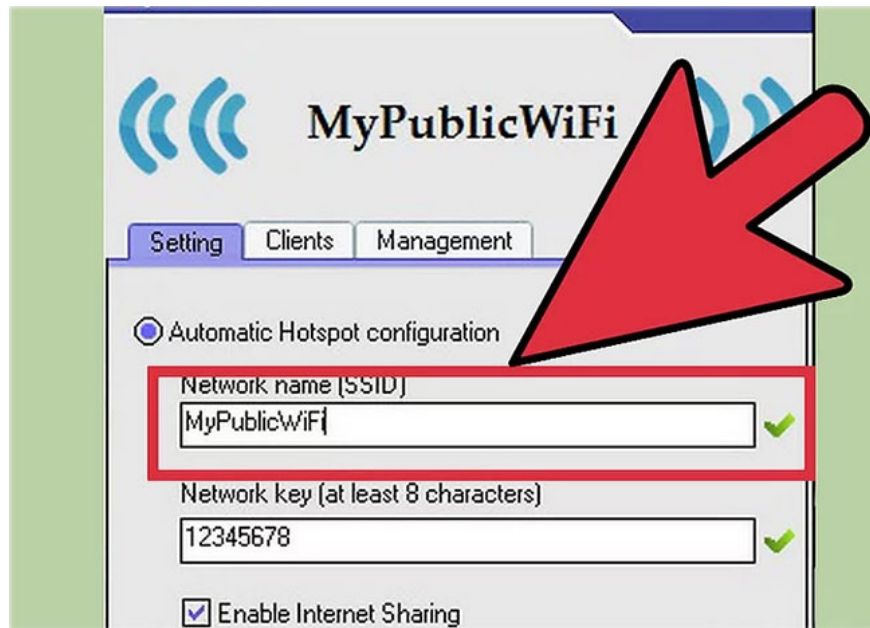 MyPublicWiFi
Setting Clients Management
Automatic Hotspot configuration
Network name (SSID)
MyPublicWiFi
Network key (at least 8 characters)
12345678
Enable Internet Sharing